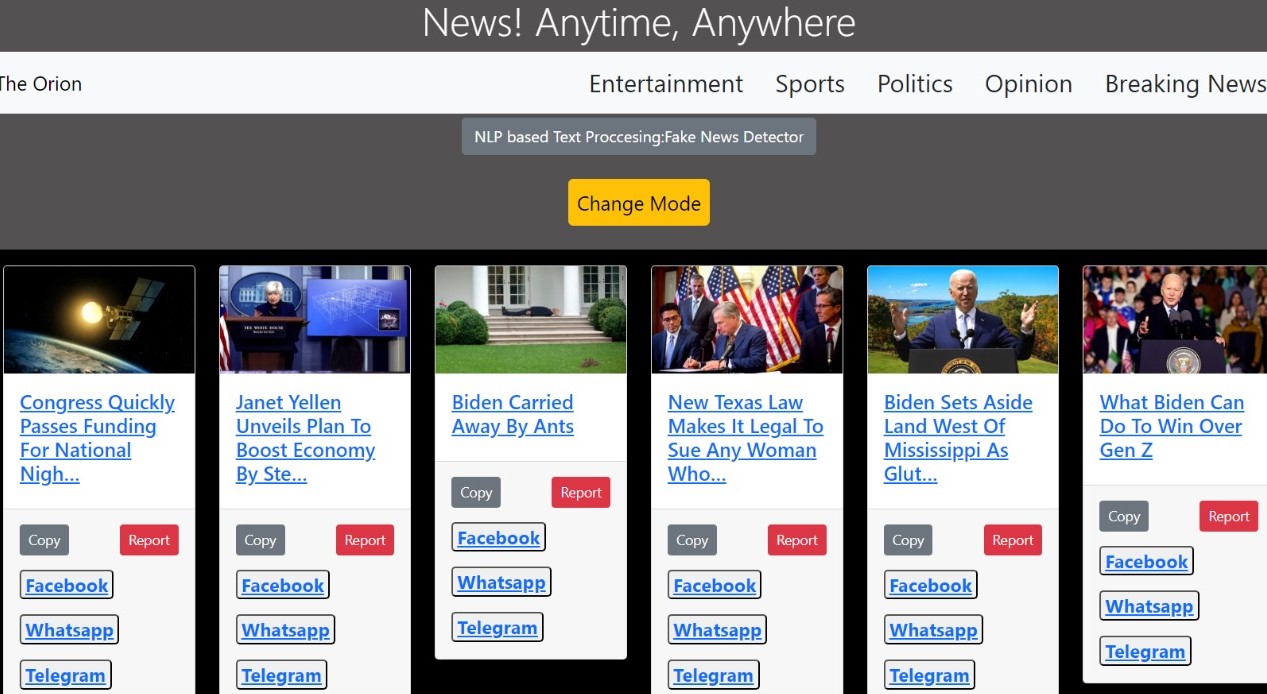 News! Anytime, Anywhere
The Orion
Entertainment Sports Politics Opinion Breaking News
NLP based Text Proccesing:Fake News Detector
Change Mode
THE WHITE HOUSE
Congress Quickly
Passes Funding
For National
Nigh...
Copy Report
Facebook
Whatsapp
Telegram
Janet Yellen
Unveils Plan To
Boost Economy
By Ste...
Copy Report
Facebook
Whatsapp
Telegram
Biden Carried
Away By Ants
Copy Report
Facebook
Whatsapp
Telegram
New Texas Law
Makes It Legal To
Sue Any Woman
Who...
Copy Report
Facebook
Whatsapp
Telegram
Biden Sets Aside
Land West Of
Mississippi As
Glut...
Copy Report
Facebook
Whatsapp
Telegram
What Biden Can
Do To Win Over
Gen Z
Copy Report
Facebook
Whatsapp
Telegram